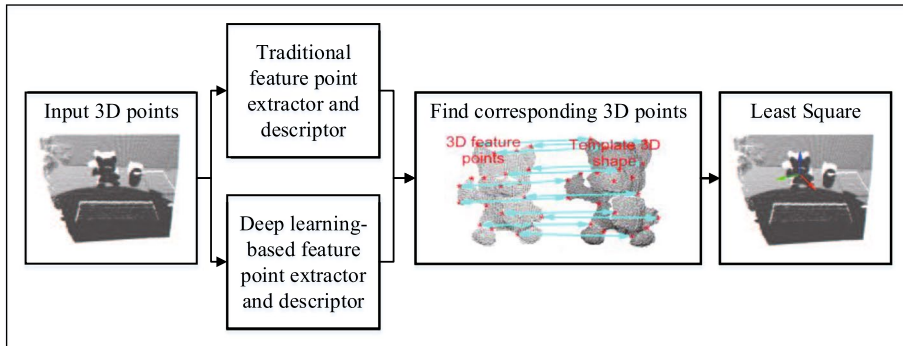 Input 3D points
Traditional
feature point
extractor and
descriptor
Deep learning-
based feature
point extractor
and descriptor
Find corresponding 3D points
3D feature
points
Template 3D
shape
Least Square